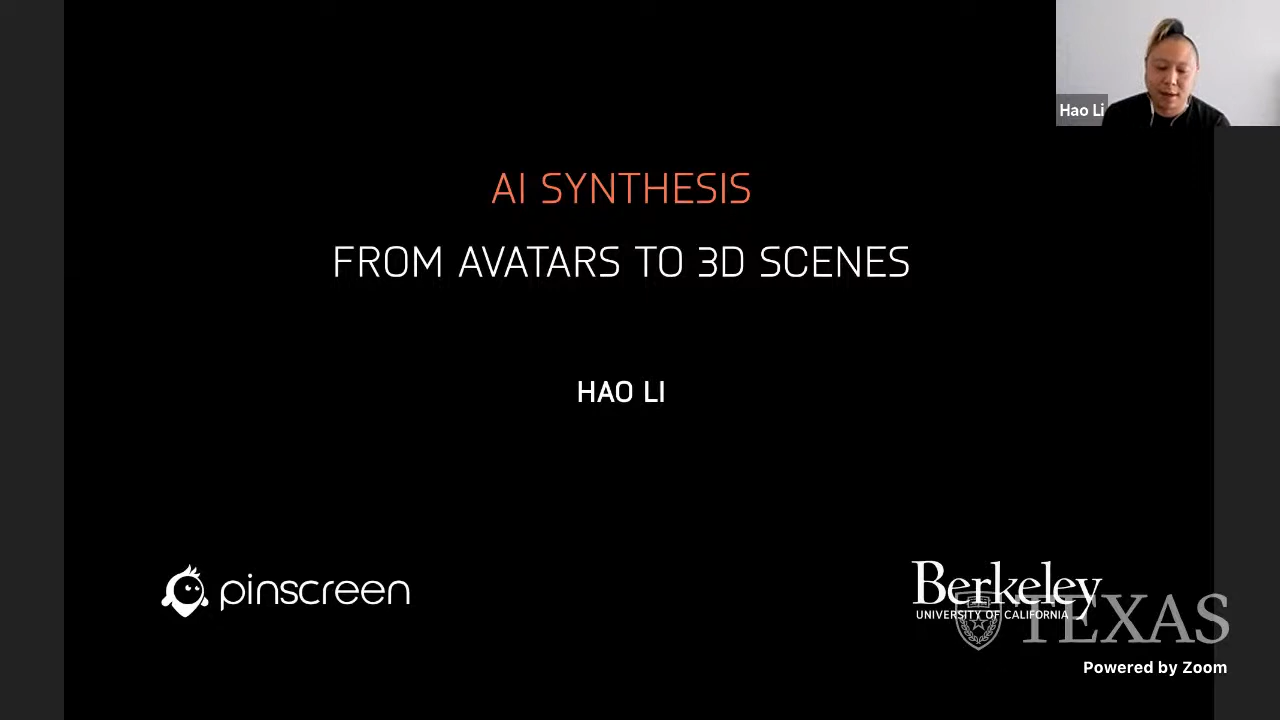 Hao Li
AI SYNTHESIS
FROM AVATARS TO 3D SCENES
HAO LI
pinscreen
Berkeley
UNIVERSITY OF CALIFORNIA
TEXAS
Powered by Zoom